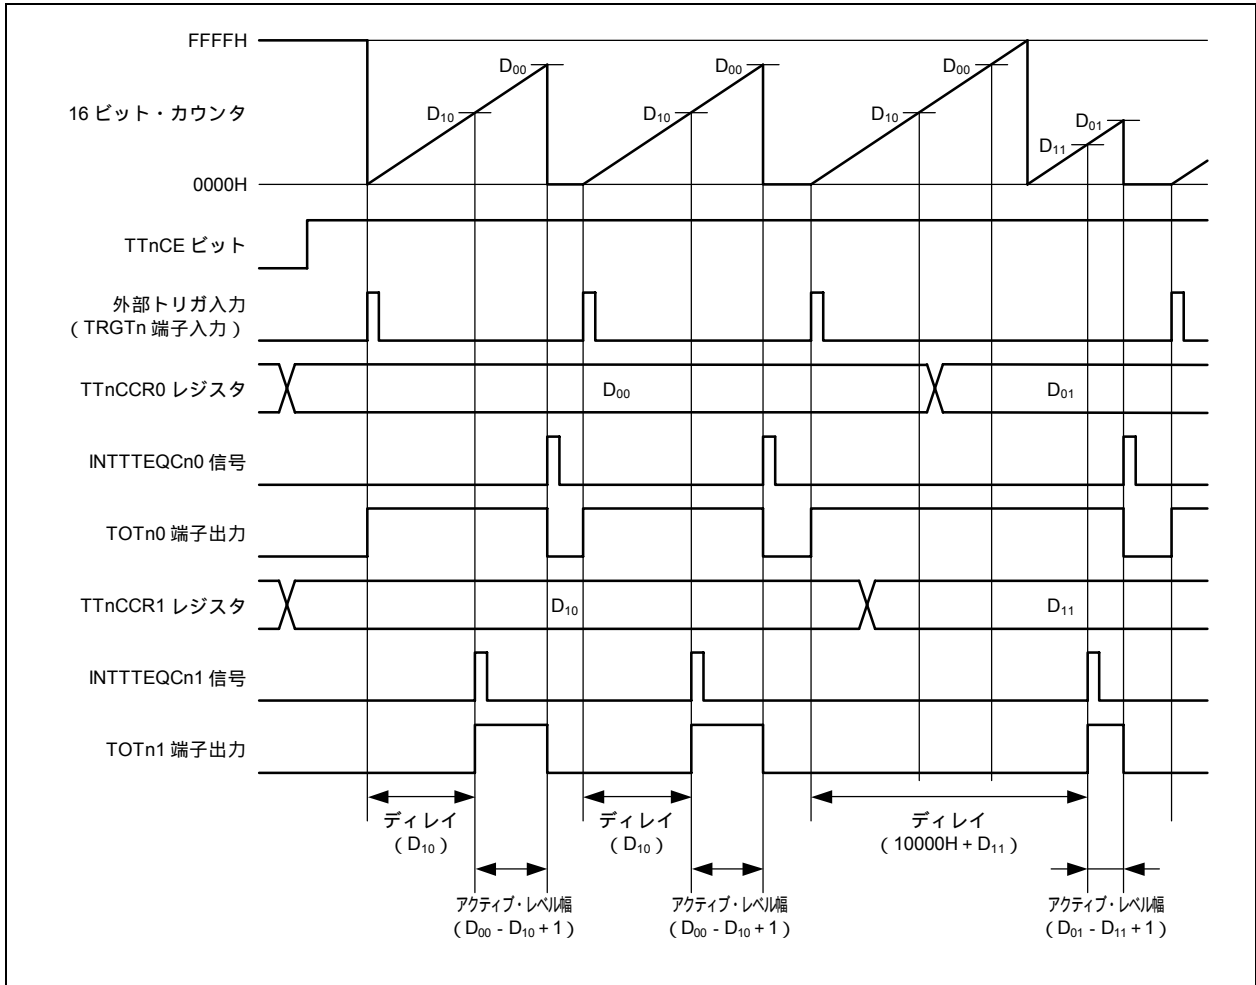 FFFFH
D₀₀ D₀₀ D₀₀
16 ビット・カウンタ
D₁₀ D₁₀ D₁₀
D₀₁
D₁₁
0000H
TTnCE ビット
外部トリガ入力
（TRGTn 端子入力）
TTnCCR0 レジスタ
D₀₀ D₀₁
INTTTEQCn0 信号
TOTn0 端子出力
TTnCCR1 レジスタ
D₁₀ D₁₁
INTTTEQCn1 信号
TOTn1 端子出力
ディレイ
（D₁₀）
ディレイ
（D₁₀）
ディレイ
（10000H + D₁₁）
アクティブ・レベル幅
（D₀₀ - D₁₀ + 1）
アクティブ・レベル幅
（D₀₀ - D₁₀ + 1）
アクティブ・レベル幅
（D₀₁ - D₁₁ + 1）